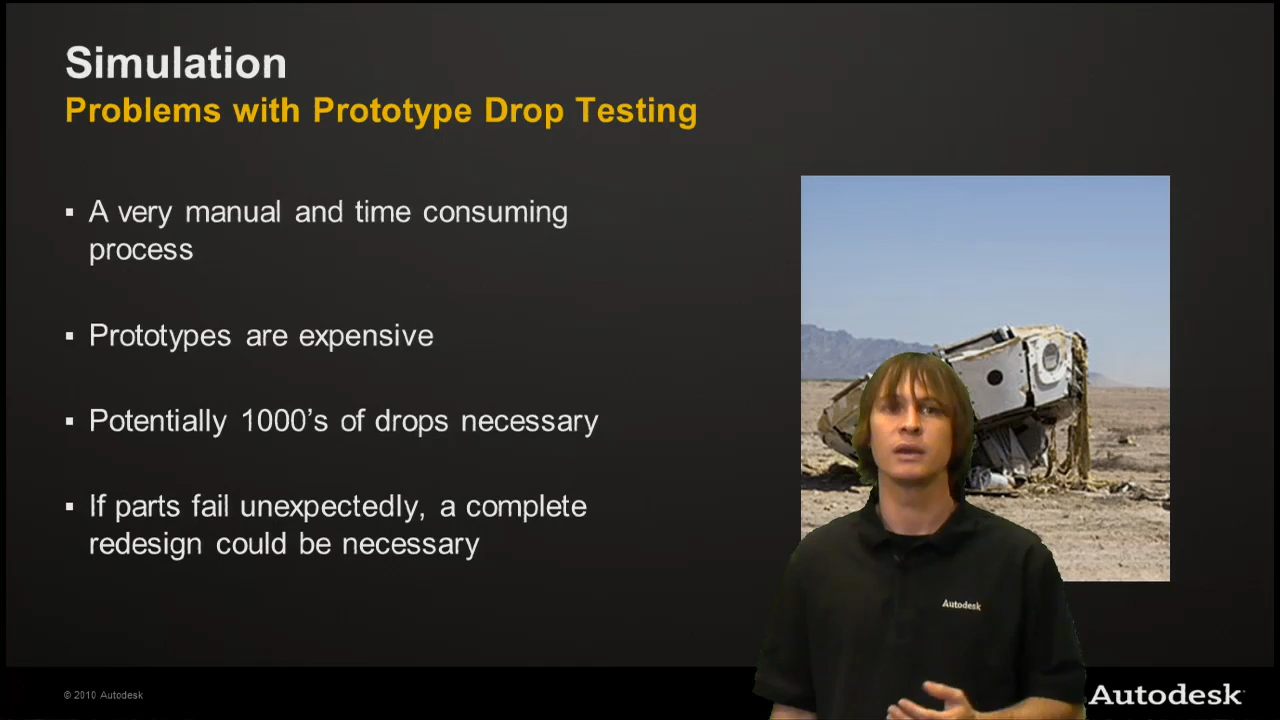 Simulation
Problems with Prototype Drop Testing
▪ A very manual and time consuming
process
▪ Prototypes are expensive
▪ Potentially 1000's of drops necessary
▪ If parts fail unexpectedly, a complete
redesign could be necessary
Autodesk
© 2010 Autodesk
Autodesk